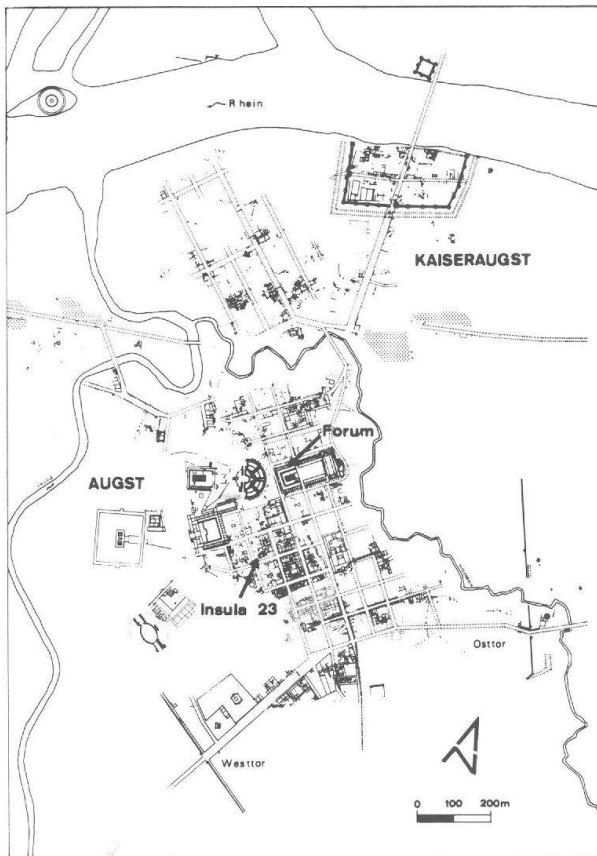 Rhein
KAISERAUGST
Forum
AUGST
Insula 23
Osttor
Westtor
0 100 200m